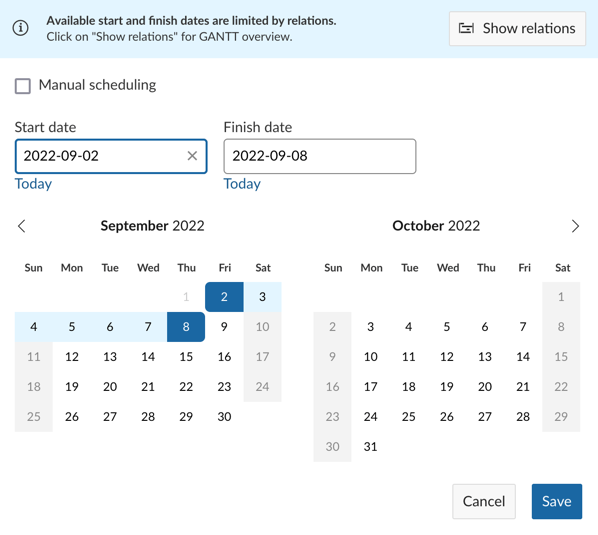 Available start and finish dates are limited by relations.
Click on "Show relations" for GANTT overview.
Show relations
Manual scheduling
Start date
Finish date
2022-09-02
2022-09-08
Today
Today
September 2022
October 2022
Sun Mon Tue Wed Thu Fri Sat
1 2 3
4 5 6 7 8 9 10
11 12 13 14 15 16 17
18 19 20 21 22 23 24
25 26 27 28 29 30
Sun Mon Tue Wed Thu Fri Sat
1
2 3 4 5 6 7 8
9 10 11 12 13 14 15
16 17 18 19 20 21 22
23 24 25 26 27 28 29
30 31
Cancel
Save